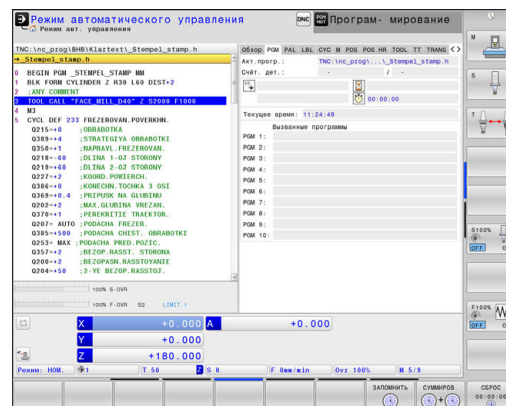 Режим автоматического управления
Режим авт. управления
DNC
Програм- мирование
TNC:\nc_prog\BHB\Klartext\_Stempel_stamp.h
→_Stempel_stamp.h
0 BEGIN PGM _STEMPEL_STAMP MM
1 BLK FORM CYLINDER Z R30 L60 DIST+2
2 ;ANY COMMENT
3 TOOL CALL "FACE_MILL_D40" Z S2000 F1000
4 M3
5 CYCL DEF 233 FREZEROVAN.POVERKHN.
Q215=+0 ;OBRABOTKA
Q389=+4 ;STRATEGIYA OBRABOTKI
Q350=+1 ;NAPRAVL.FREZEROVAN.
Q218=-60 ;DLINA 1-OJ STORONY
Q219=+60 ;DLINA 2-OJ STORONY
Q227=+2 ;KOORD.POWIERCH.
Q386=+0 ;KONECHN.TOCHKA 3 OSI
Q369=+0.4 ;PRIPUSK NA GLUBINU
Q202=+2 ;MAX.GLUBINA VREZAN.
Q370=+1 ;PEREKRITIE TRAEKTOR.
Q207= AUTO ;PODACHA FREZER.
Q385=+500 ;PODACHA CHIST. OBRABOTKI
Q253= MAX ;PODACHA PRED.POZIC.
Q357=+2 ;BEZOP.RASST. STORONA
Q200=+2 ;BEZOPASN.RASSTOYANIE
Q204=+50 ;2-YE BEZOP.RASSTOJ.
100% S-OVR
100% F-OVR S2 LIMIT 1
Обзор PGM PAL LBL CYC M POS POS HR TOOL TT TRANS
Акт.прогр.: TNC:\nc_prog\...\_Stempel_stamp.h
Счёт. дет.: - / -
00:00:00
Текущее время: 11:24:48
Вызванные программы
PGM 1:
PGM 2:
PGM 3:
PGM 4:
PGM 5:
PGM 6:
PGM 7:
PGM 8:
PGM 9:
PGM 10:
X +0.000 A +0.000
Y +0.000
Z +180.000
Режим: НОМ. 1 T 50 Z S 0 F 0mm/min Ovr 100% M 5/9
ЗАПОМНИТЬ
СУММИРОВ.
СБРОС
00:00:00
M
S
T
S100%
OFF
F100%
OFF